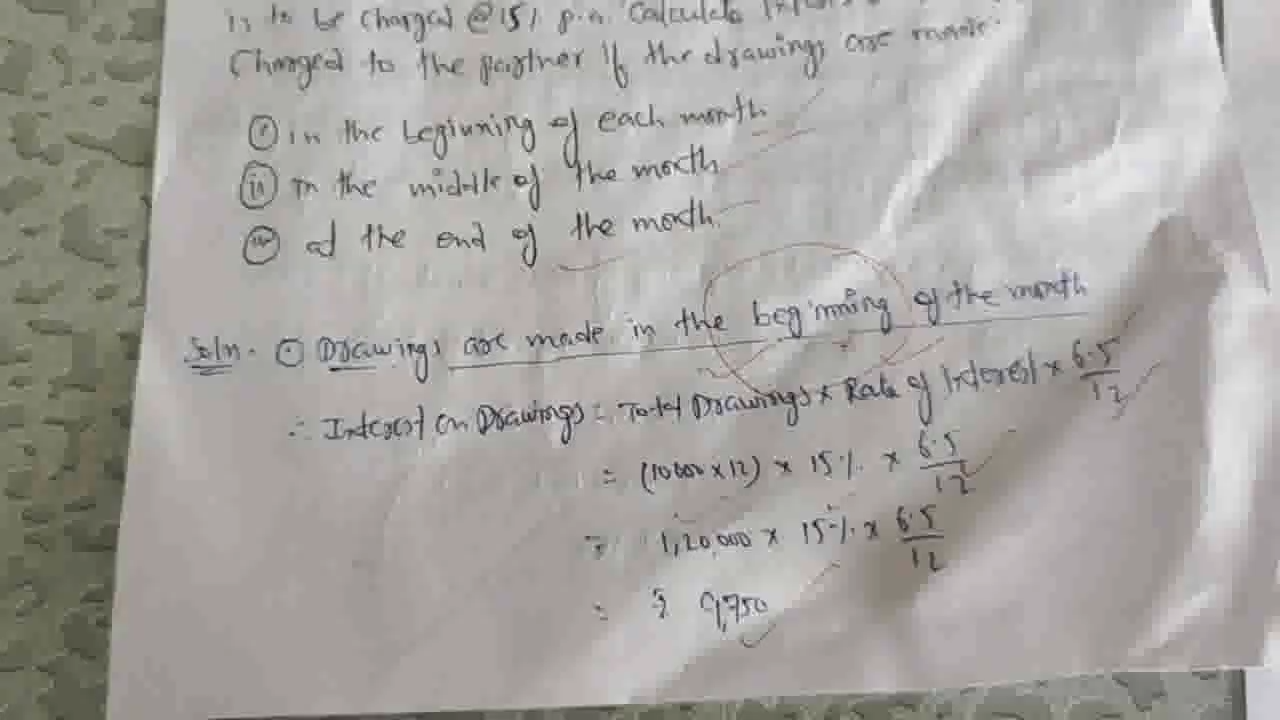 is to be charged @ 15% p.a. Calculate
Charged to the partner if the drawings are made
(i) in the beginning of each month
(ii) in the middle of the month
(iii) at the end of the month.
Soln. (i) Drawings are made in the beginning of the month
∴ Interest on Drawings = Total Drawings × Rate of Interest × 6.5/12
= (10000 × 12) × 15% × 6.5/12
= 1,20,000 × 15% × 6.5/12
= ₹ 9,750